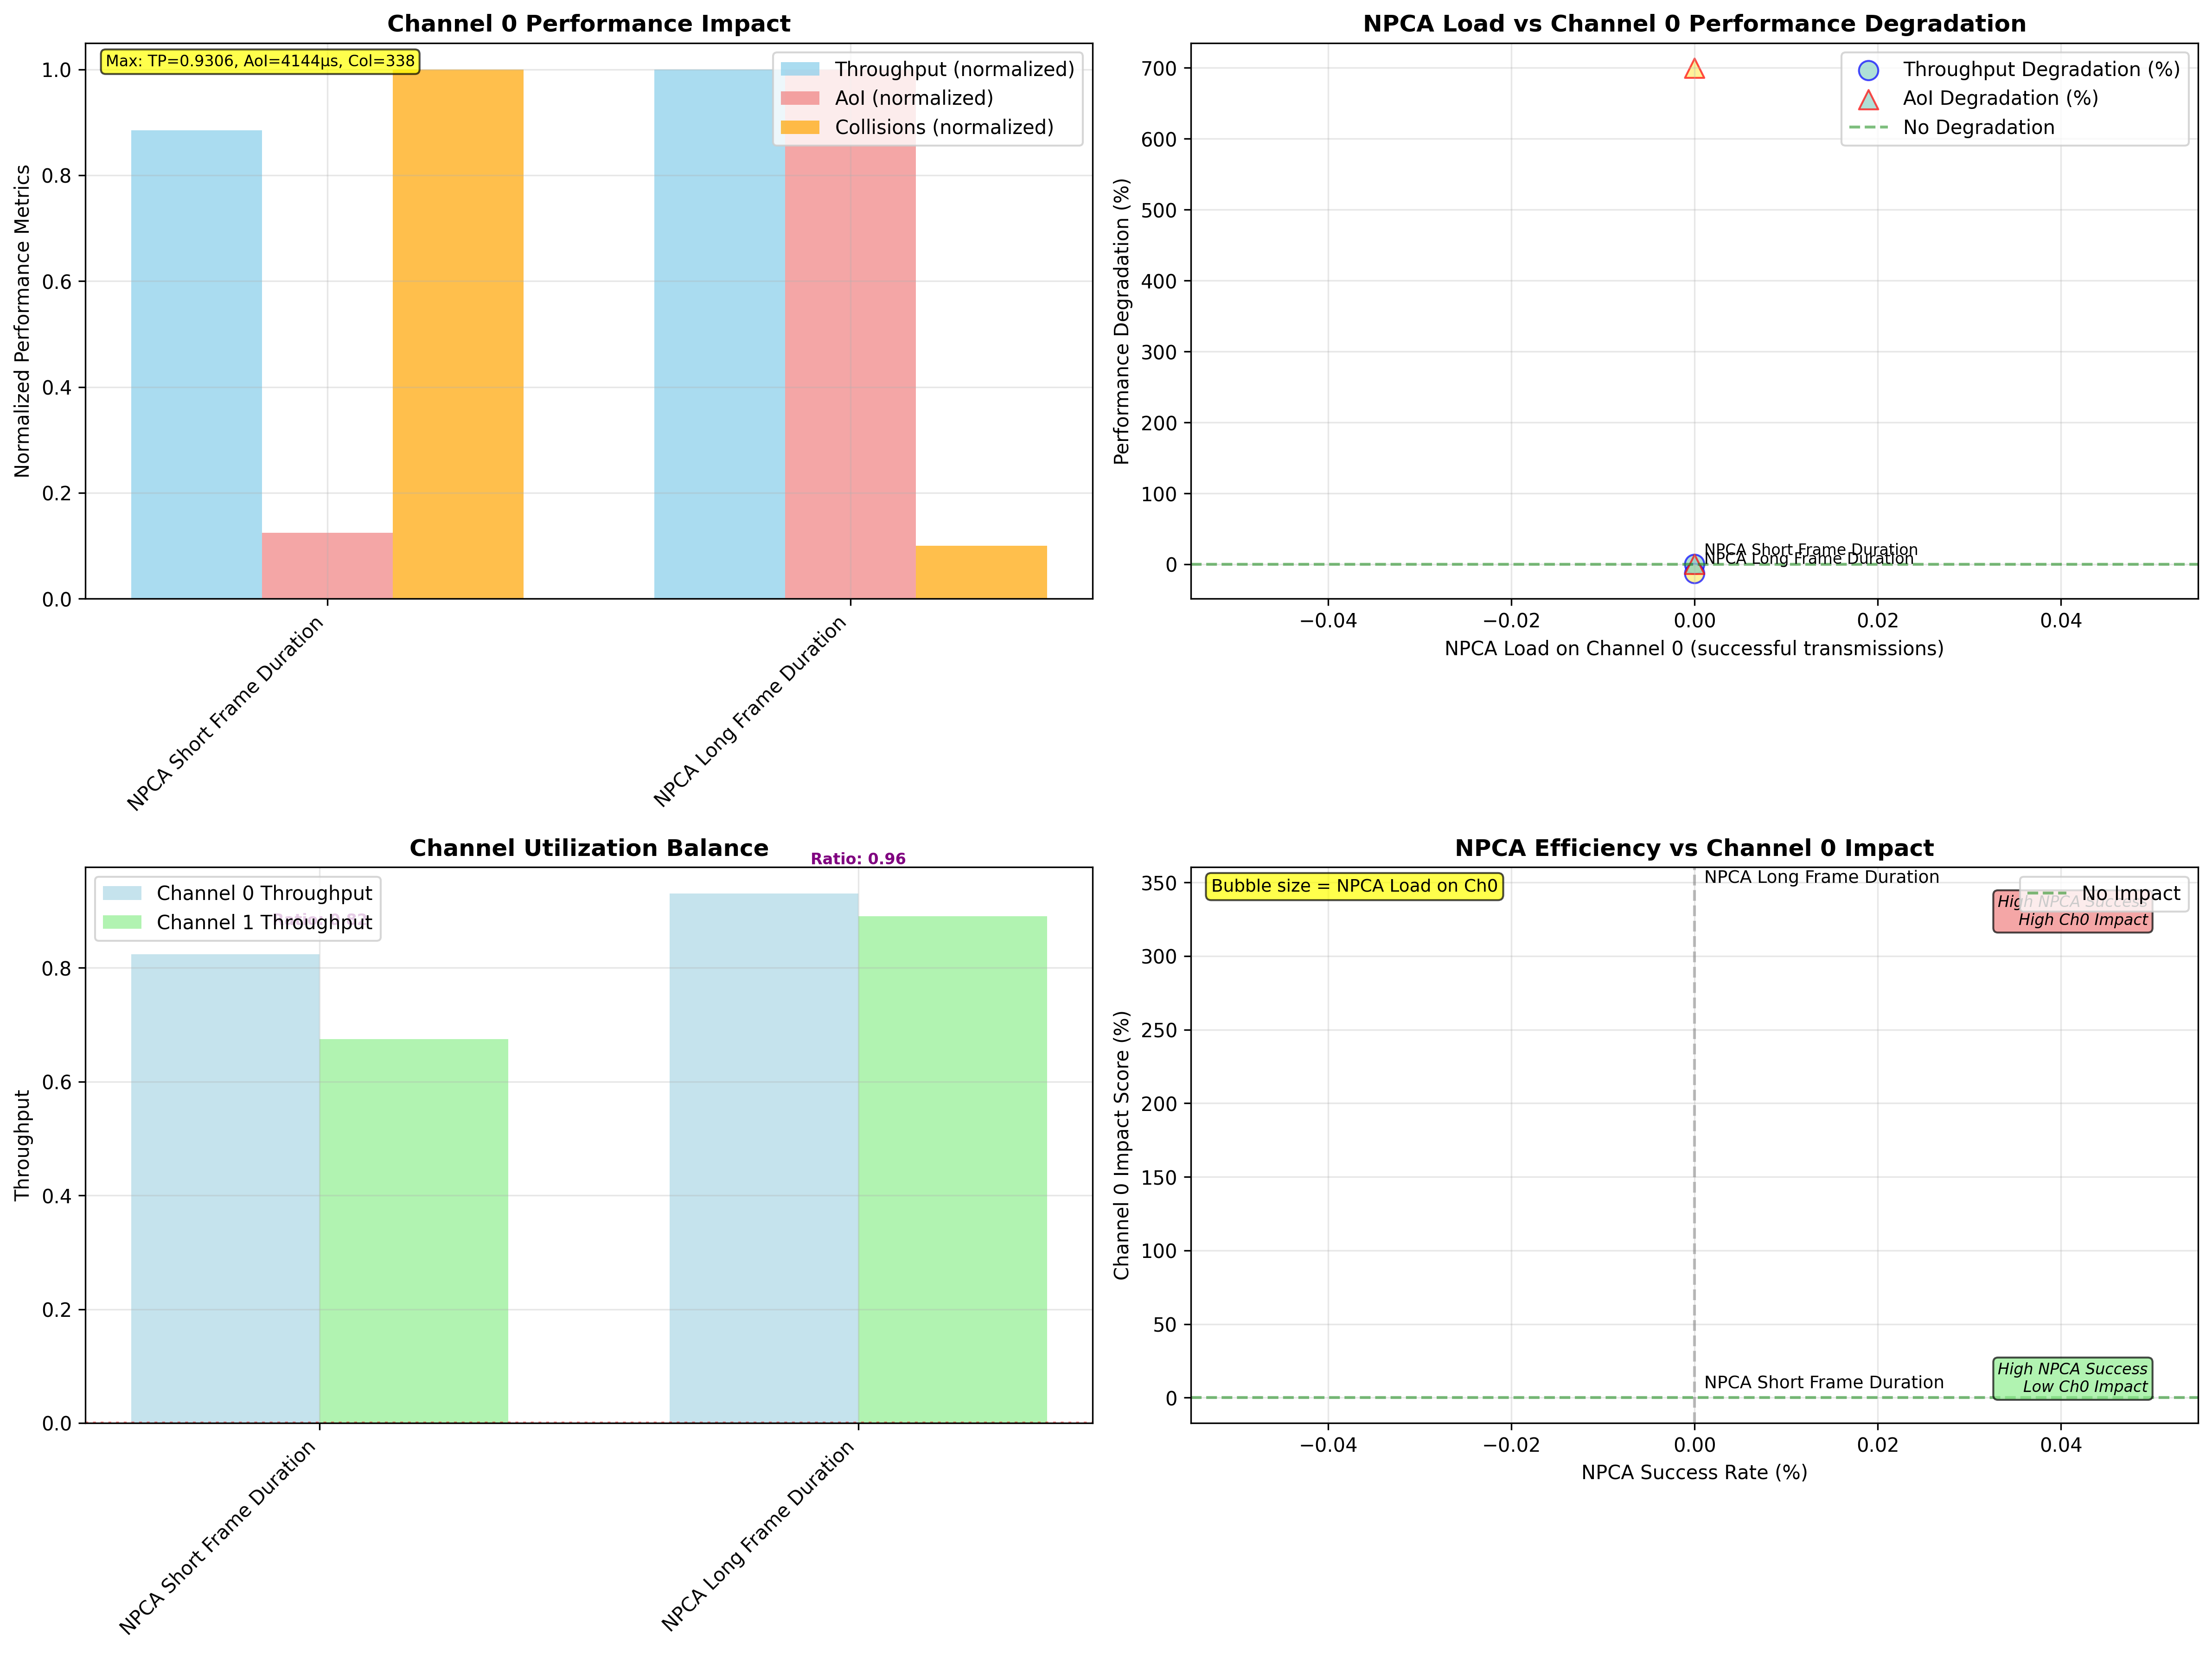 Channel 0 Performance Impact
Max: TP=0.9306, AoI=4144µs, Col=338
Throughput (normalized)
AoI (normalized)
Collisions (normalized)
Normalized Performance Metrics
1.0
0.8
0.6
0.4
0.2
0.0
NPCA Short Frame Duration
NPCA Long Frame Duration
NPCA Load vs Channel 0 Performance Degradation
Throughput Degradation (%)
AoI Degradation (%)
No Degradation
Performance Degradation (%)
700
600
500
400
300
200
100
0
NPCA Short Frame Duration
NPCA Long Frame Duration
−0.04
−0.02
0.00
0.02
0.04
NPCA Load on Channel 0 (successful transmissions)
Channel Utilization Balance
Ratio: 0.96
Channel 0 Throughput
Channel 1 Throughput
Ratio: 0.82
Throughput
0.8
0.6
0.4
0.2
0.0
NPCA Short Frame Duration
NPCA Long Frame Duration
NPCA Efficiency vs Channel 0 Impact
Bubble size = NPCA Load on Ch0
NPCA Long Frame Duration
No Impact
High NPCA Success
High Ch0 Impact
Channel 0 Impact Score (%)
350
300
250
200
150
100
50
0
NPCA Short Frame Duration
High NPCA Success
Low Ch0 Impact
−0.04
−0.02
0.00
0.02
0.04
NPCA Success Rate (%)